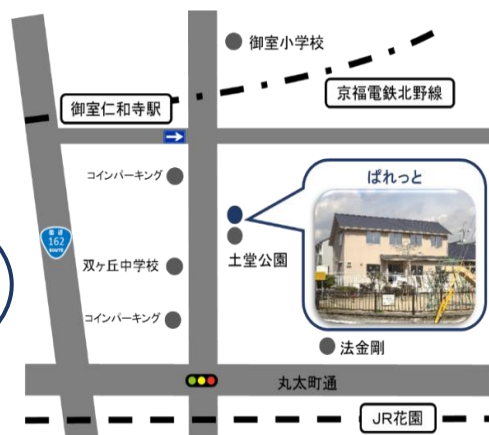 御室小学校
京福電鉄北野線
御室仁和寺駅
コインパーキング
ぱれっと
国道
162
ROUTE
土堂公園
双ヶ丘中学校
コインパーキング
法金剛
丸太町通
JR花園